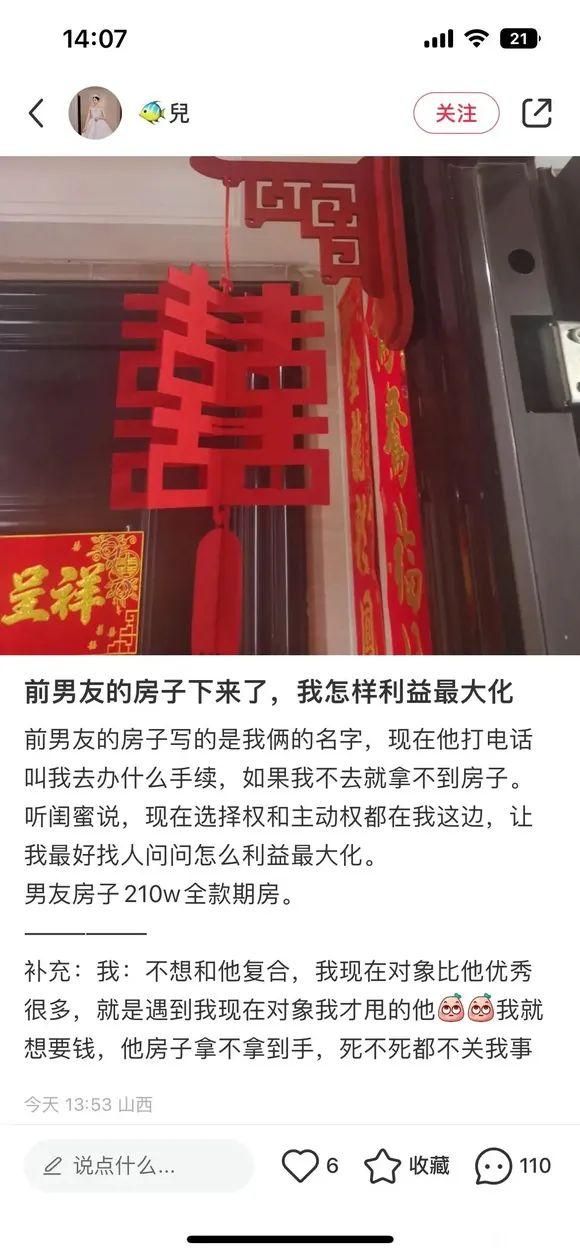 14:07
21
🐠兒
关注
呈祥
前男友的房子下来了，我怎样利益最大化
前男友的房子写的是我俩的名字，现在他打电话
叫我去办什么手续，如果我不去就拿不到房子。
听闺蜜说，现在选择权和主动权都在我这边，让
我最好找人问问怎么利益最大化。
男友房子210w全款期房。
————
补充：我：不想和他复合，我现在对象比他优秀
很多，就是遇到我现在对象我才甩的他🙄🙄我就
想要钱，他房子拿不拿到手，死不死都不关我事
今天 13:53 山西
说点什么...
6
收藏
110